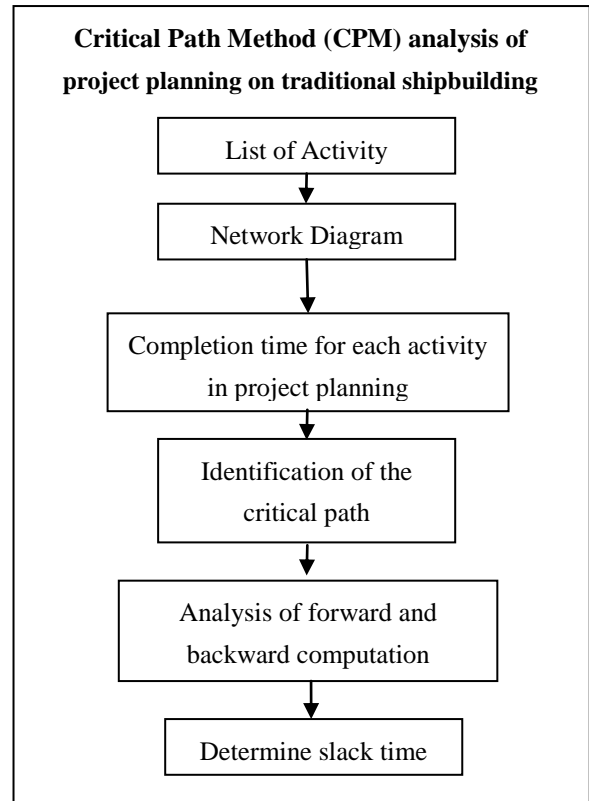 Critical Path Method (CPM) analysis of
project planning on traditional shipbuilding
List of Activity
Network Diagram
Completion time for each activity
in project planning
Identification of the
critical path
Analysis of forward and
backward computation
Determine slack time